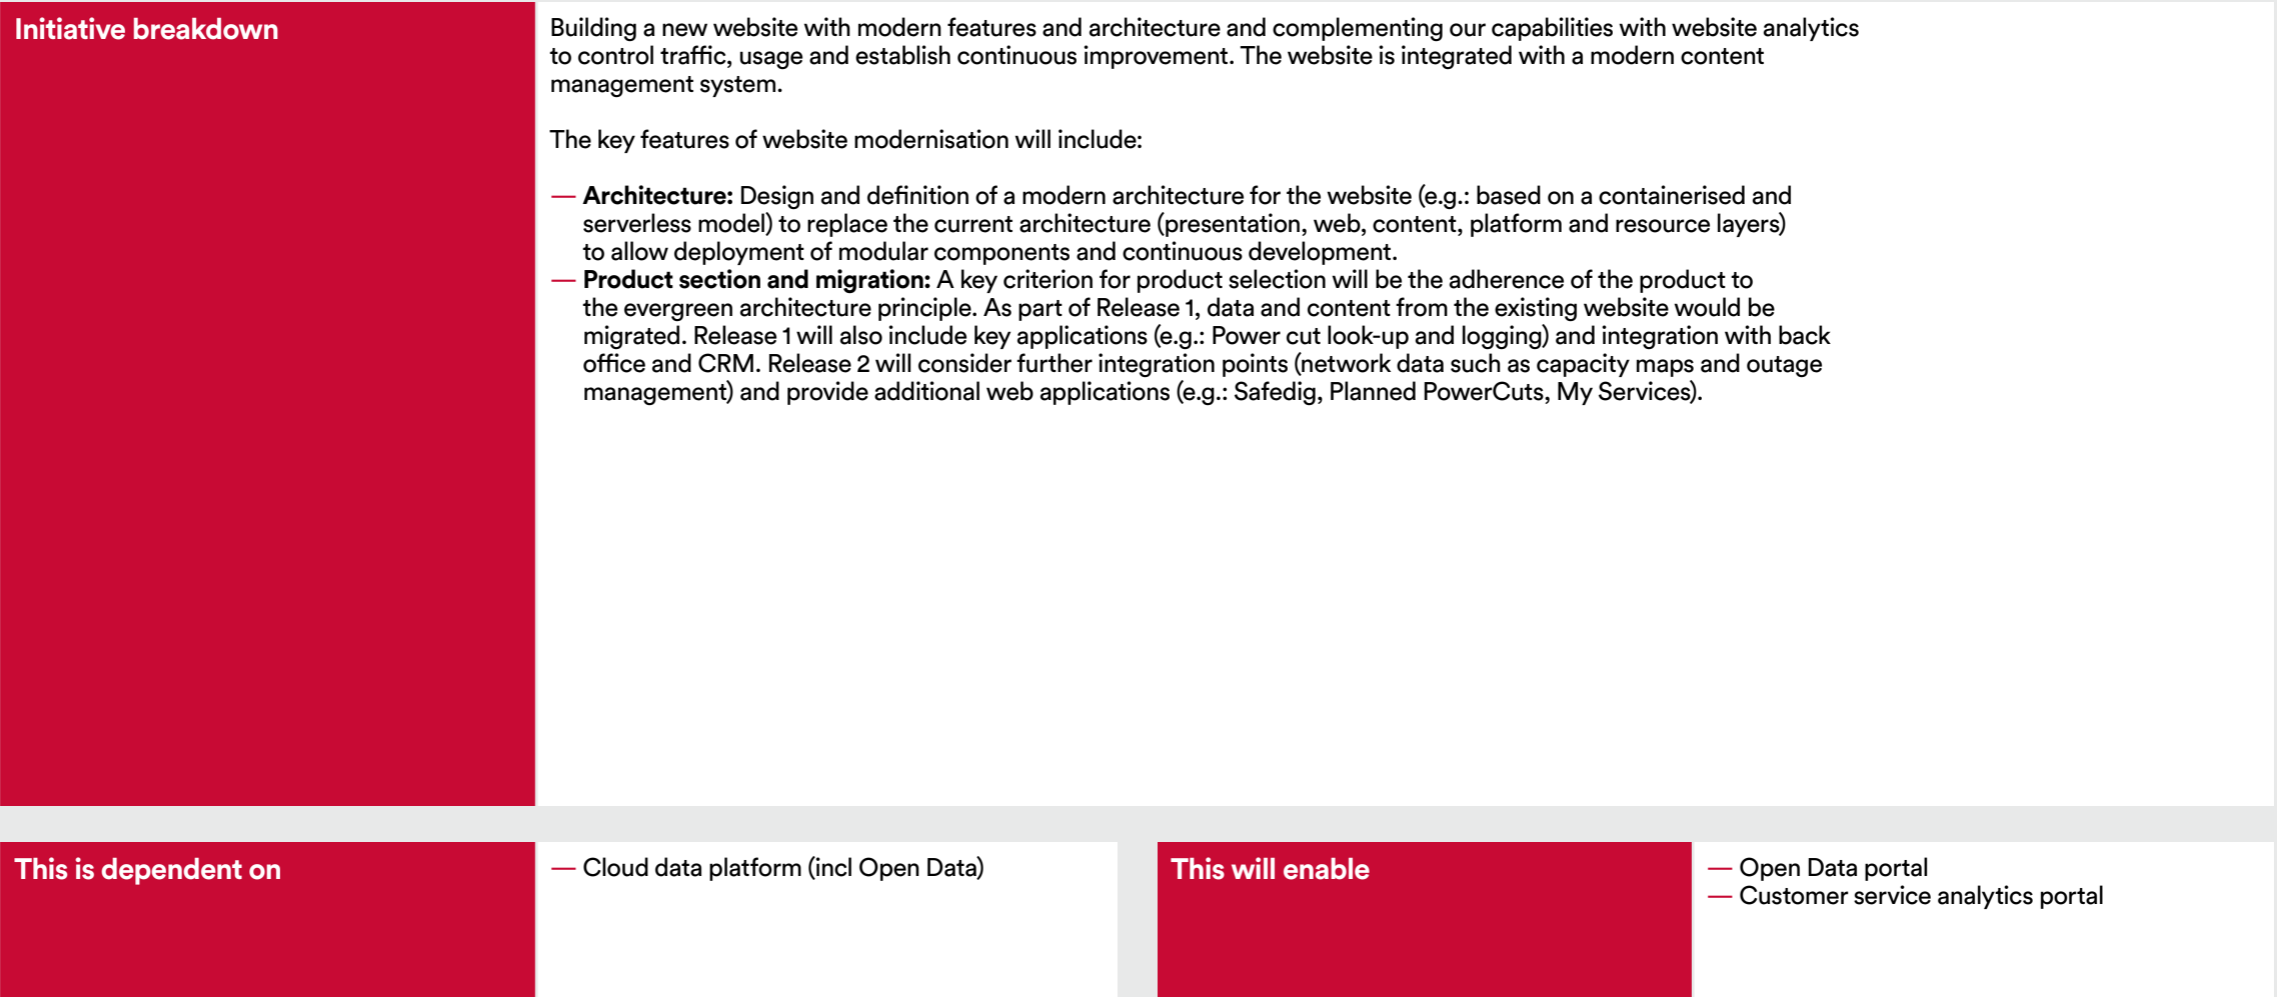 Initiative breakdown
Building a new website with modern features and architecture and complementing our capabilities with website analytics
to control traffic, usage and establish continuous improvement. The website is integrated with a modern content
management system.
The key features of website modernisation will include:
— Architecture: Design and definition of a modern architecture for the website (e.g.: based on a containerised and
serverless model) to replace the current architecture (presentation, web, content, platform and resource layers)
to allow deployment of modular components and continuous development.
— Product section and migration: A key criterion for product selection will be the adherence of the product to
the evergreen architecture principle. As part of Release 1, data and content from the existing website would be
migrated. Release 1 will also include key applications (e.g.: Power cut look-up and logging) and integration with back
office and CRM. Release 2 will consider further integration points (network data such as capacity maps and outage
management) and provide additional web applications (e.g.: Safedig, Planned PowerCuts, My Services).
This is dependent on
— Cloud data platform (incl Open Data)
This will enable
— Open Data portal
— Customer service analytics portal